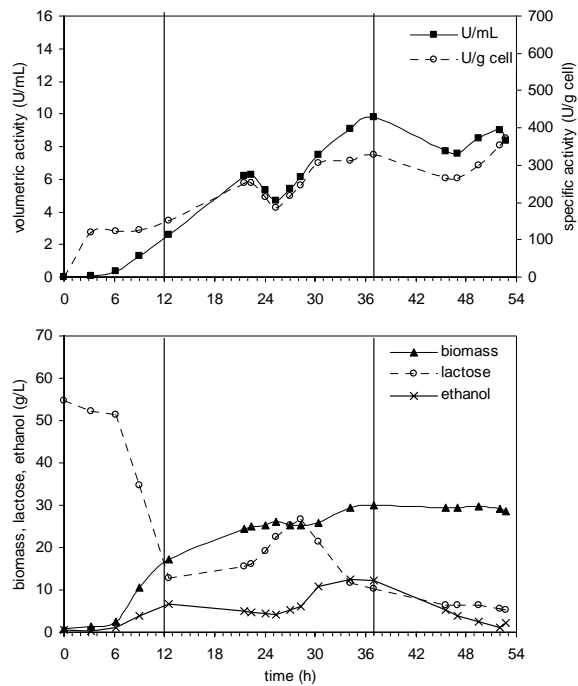 volumetric activity (U/mL)
16
14
12
10
8
6
4
2
0
U/mL
U/g cell
700
600
500
400
300
200
100
0
specific activity (U/g cell)
0 6 12 18 24 30 36 42 48 54
biomass, lactose, ethanol (g/L)
70
60
50
40
30
20
10
0
biomass
lactose
ethanol
0 6 12 18 24 30 36 42 48 54
time (h)